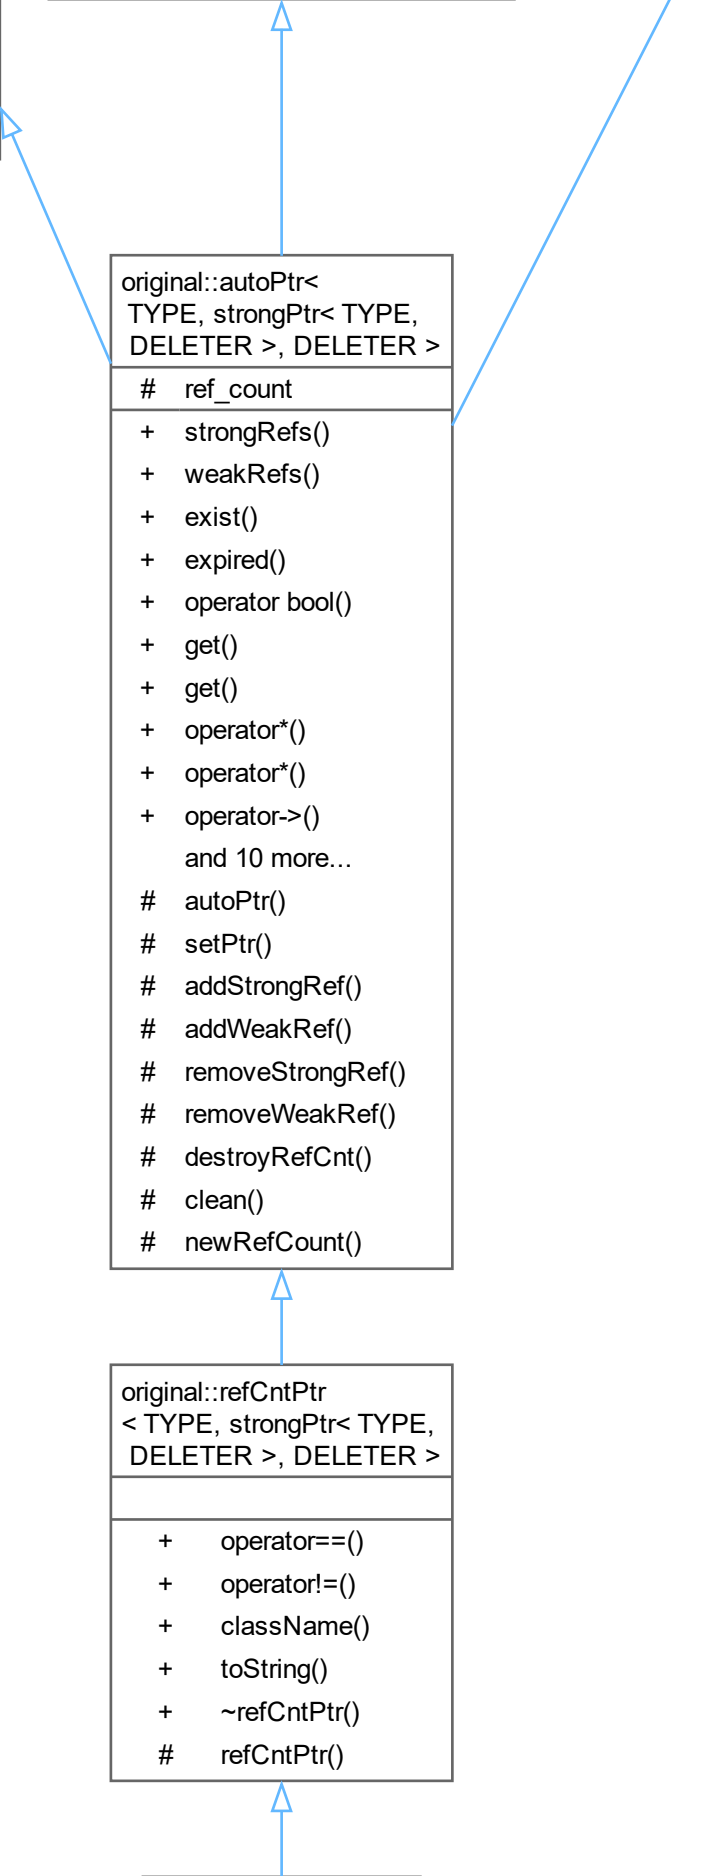 original::autoPtr<
TYPE, strongPtr< TYPE,
DELETER >, DELETER >
# ref_count
+ strongRefs()
+ weakRefs()
+ exist()
+ expired()
+ operator bool()
+ get()
+ get()
+ operator*()
+ operator*()
+ operator->()
and 10 more...
# autoPtr()
# setPtr()
# addStrongRef()
# addWeakRef()
# removeStrongRef()
# removeWeakRef()
# destroyRefCnt()
# clean()
# newRefCount()
original::refCntPtr
< TYPE, strongPtr< TYPE,
DELETER >, DELETER >
+ operator==()
+ operator!=()
+ className()
+ toString()
+ ~refCntPtr()
# refCntPtr()